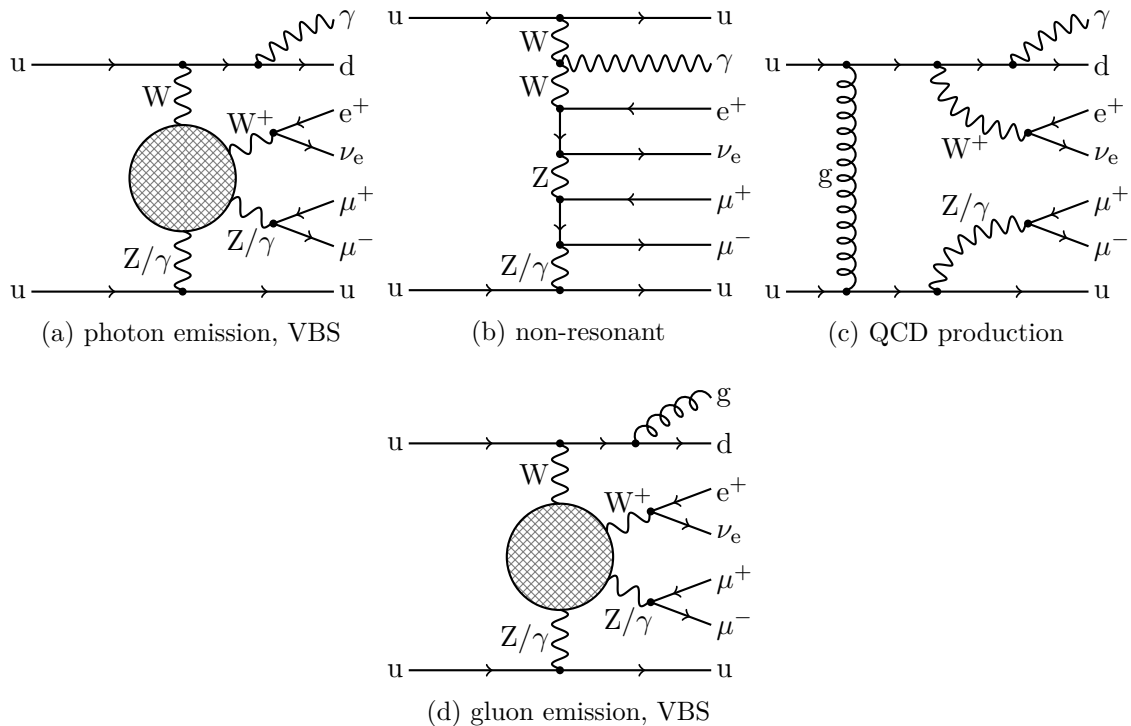 γ
u
d
W
W⁺
e⁺
νₑ
μ⁺
μ⁻
Z/γ
Z/γ
u
u
(a) photon emission, VBS
u
u
W
γ
W
e⁺
νₑ
Z
μ⁺
μ⁻
Z/γ
u
u
(b) non-resonant
γ
u
d
e⁺
W⁺
νₑ
g
Z/γ
μ⁺
μ⁻
u
u
(c) QCD production
g
u
d
W
W⁺
e⁺
νₑ
μ⁺
μ⁻
Z/γ
Z/γ
u
u
(d) gluon emission, VBS